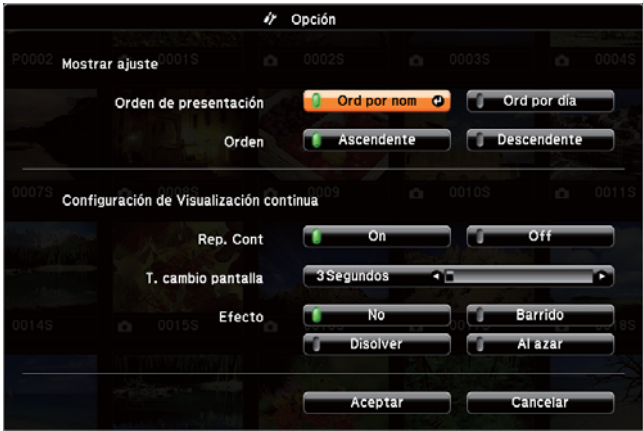 Opción
P0002 0001S 0002S 0003S 0004S
Mostrar ajuste
Orden de presentación Ord por nom Ord por día
Orden Ascendente Descendente
0007S 0008S 0009 0010S 0011S
Configuración de Visualización continua
Rep. Cont On Off
T. cambio pantalla 3Segundos
Efecto No Barrido
0014S 0015S
Disolver Al azar
Aceptar Cancelar